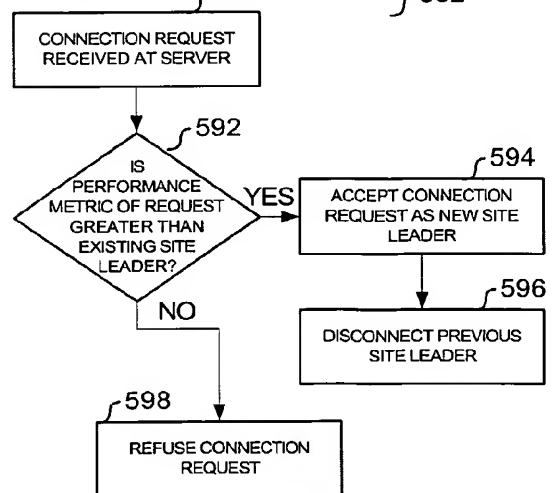 CONNECTION REQUEST
RECEIVED AT SERVER
592
IS
PERFORMANCE
METRIC OF REQUEST
GREATER THAN
EXISTING SITE
LEADER?
YES
594
ACCEPT CONNECTION
REQUEST AS NEW SITE
LEADER
596
DISCONNECT PREVIOUS
SITE LEADER
NO
598
REFUSE CONNECTION
REQUEST